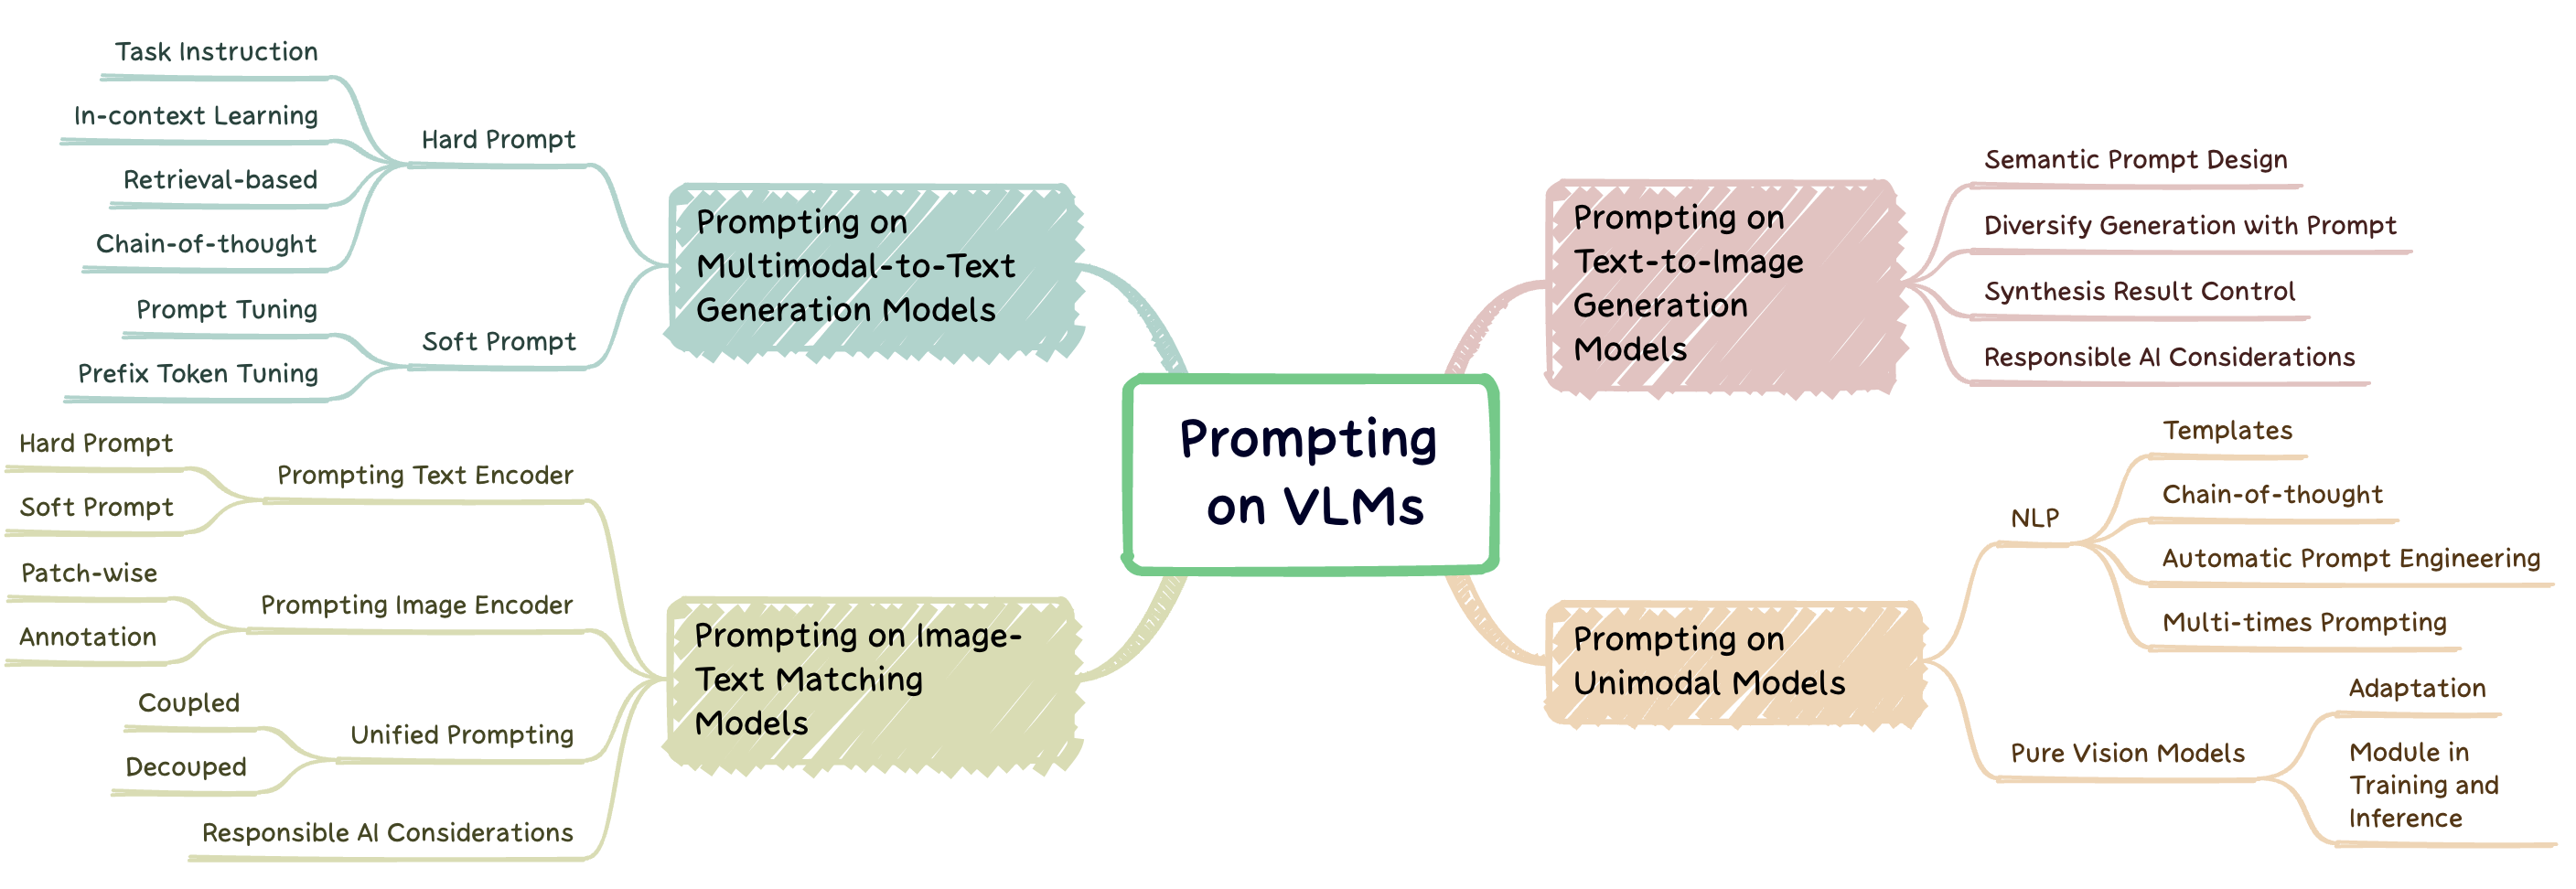 Task Instruction
In-context Learning
Retrieval-based
Chain-of-thought
Hard Prompt
Prompt Tuning
Prefix Token Tuning
Soft Prompt
Prompting on
Multimodal-to-Text
Generation Models
Hard Prompt
Soft Prompt
Prompting Text Encoder
Patch-wise
Annotation
Prompting Image Encoder
Coupled
Decouped
Unified Prompting
Responsible AI Considerations
Prompting on Image-
Text Matching
Models
Prompting
on VLMs
Prompting on
Text-to-Image
Generation
Models
Semantic Prompt Design
Diversify Generation with Prompt
Synthesis Result Control
Responsible AI Considerations
Prompting on
Unimodal Models
NLP
Templates
Chain-of-thought
Automatic Prompt Engineering
Multi-times Prompting
Pure Vision Models
Adaptation
Module in
Training and
Inference